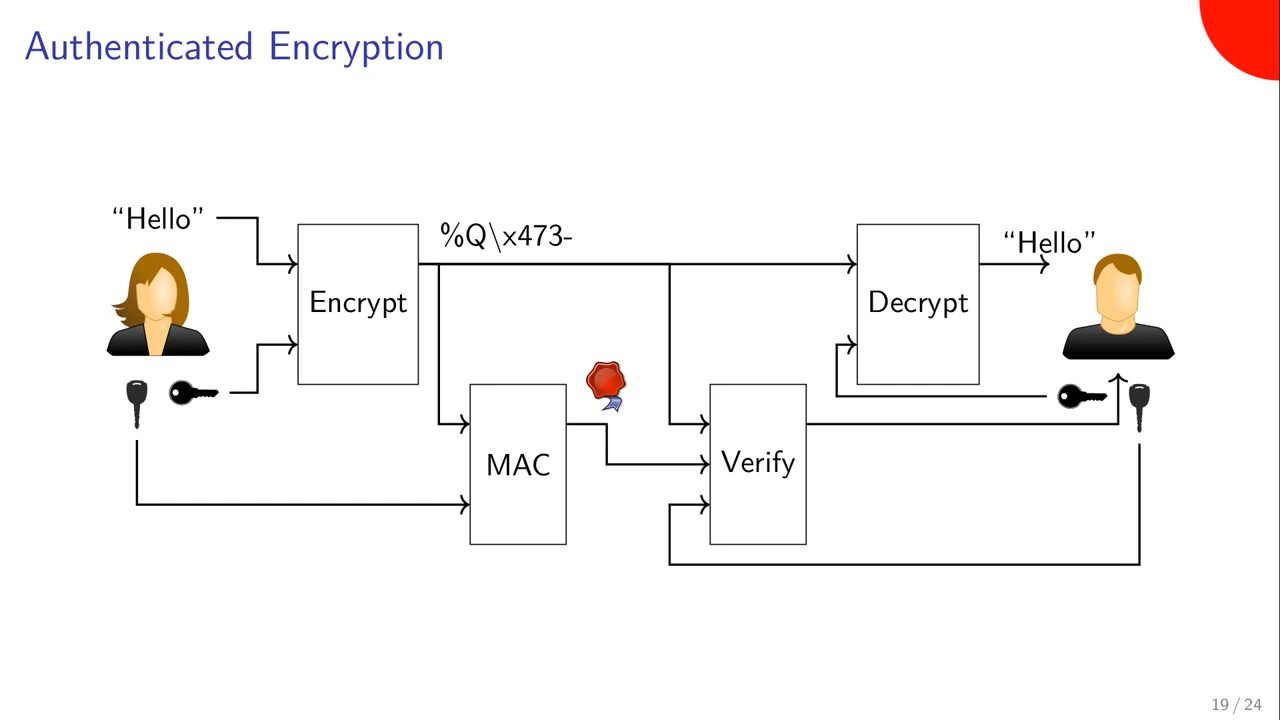 Authenticated Encryption
“Hello”
%Q\x473-
“Hello”
Encrypt
Decrypt
MAC
Verify
19 / 24